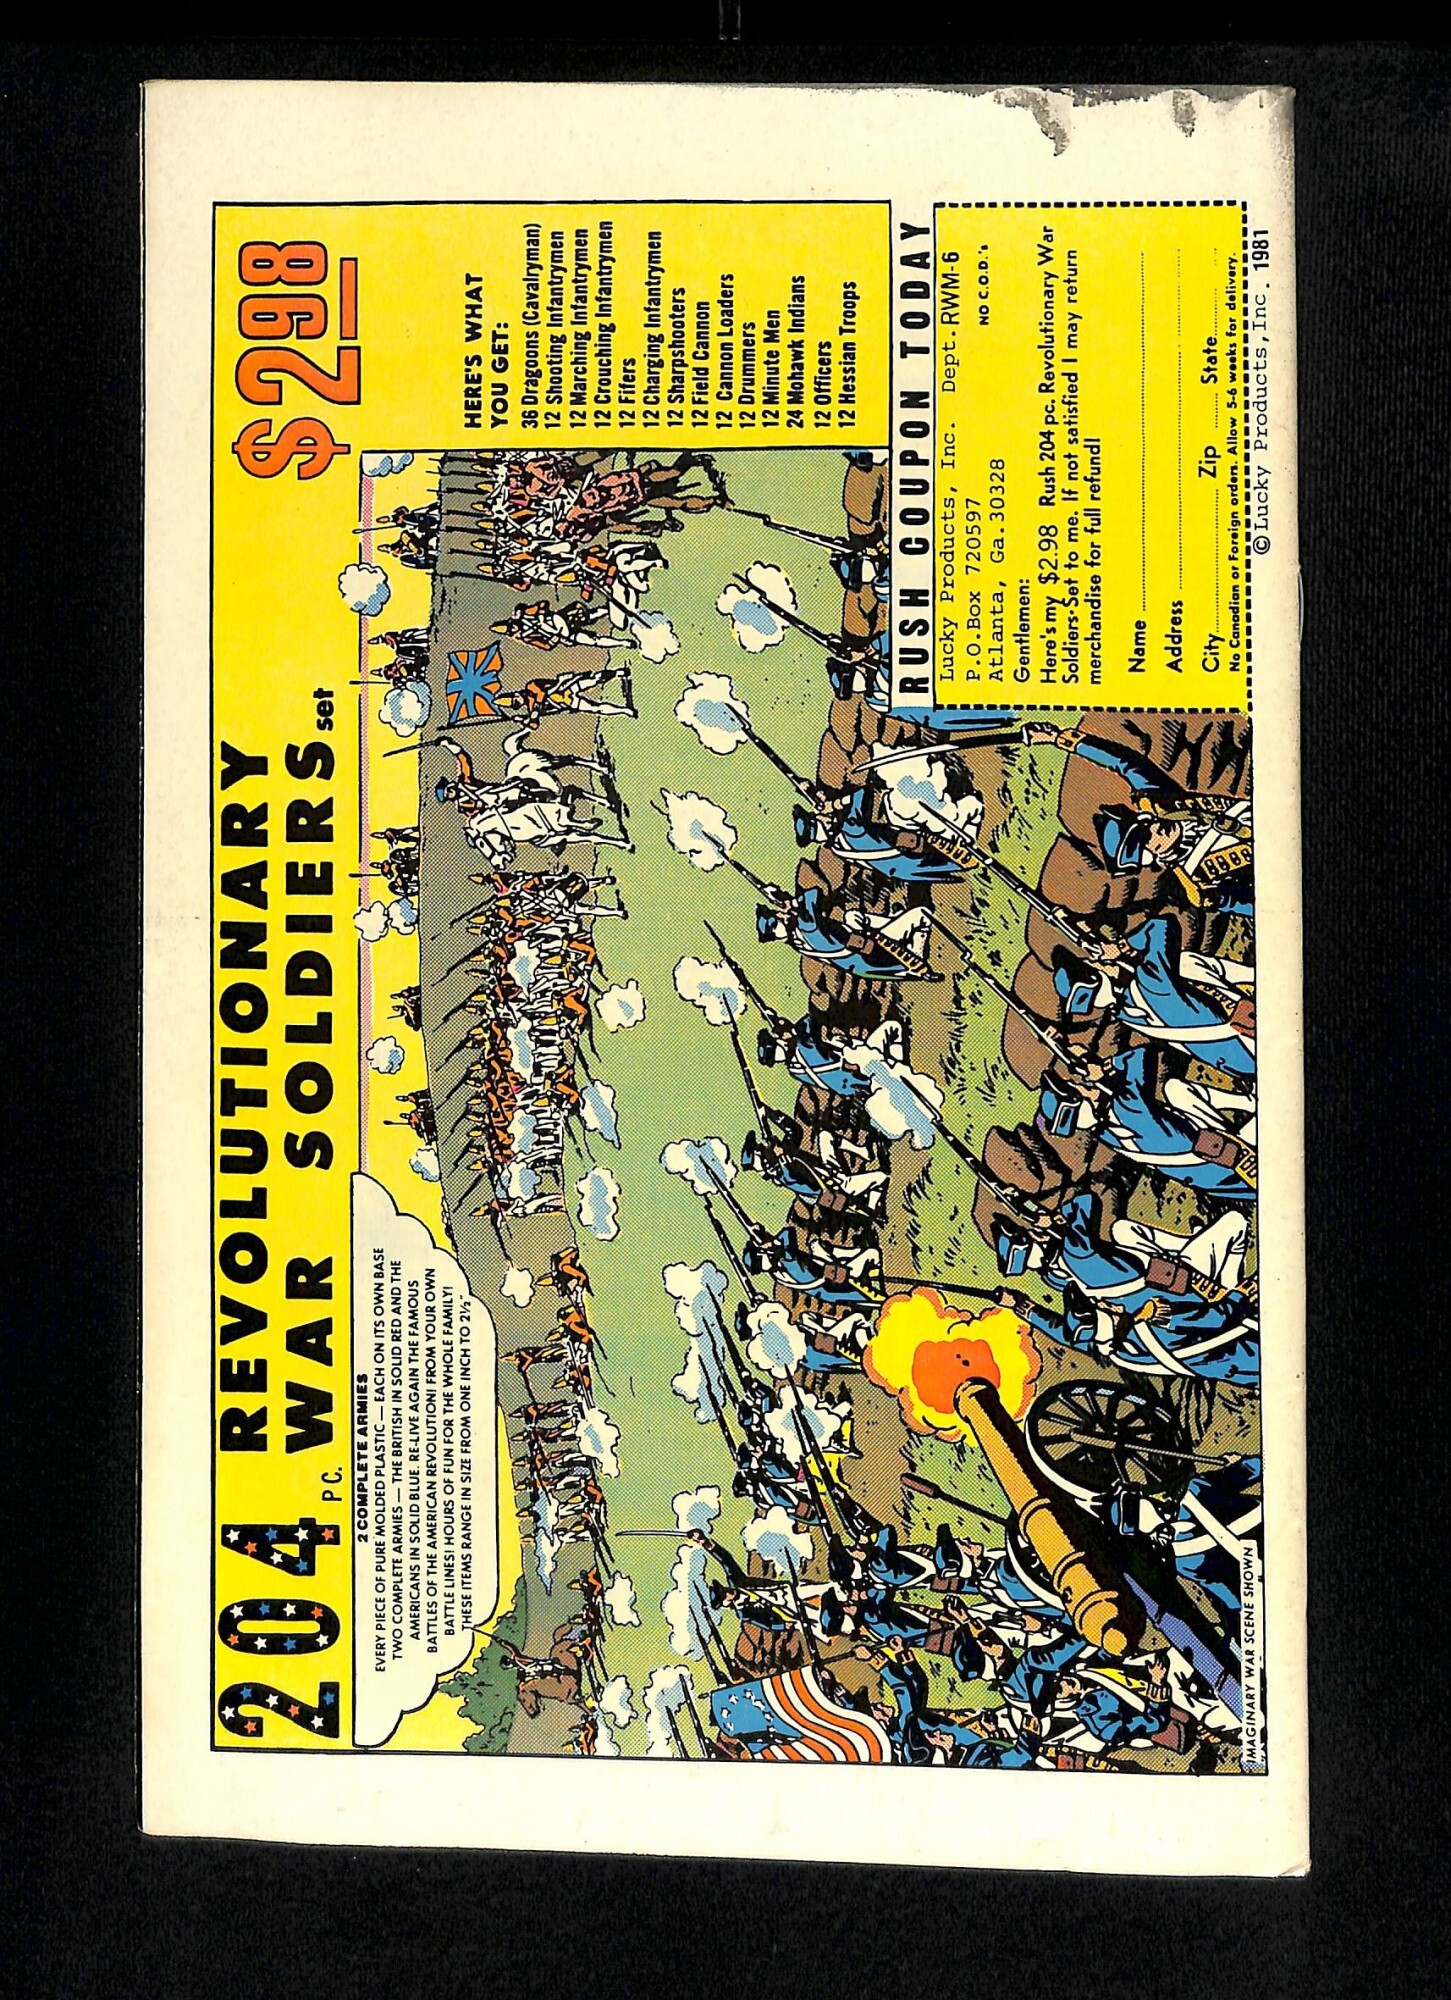 204 PC. REVOLUTIONARY
WAR SOLDIERS set
$2.98
2 COMPLETE ARMIES
EVERY PIECE OF PURE MOLDED PLASTIC — EACH ON ITS OWN BASE
TWO COMPLETE ARMIES — THE BRITISH IN SOLID RED AND THE
AMERICANS IN SOLID BLUE. RE-LIVE AGAIN THE FAMOUS
BATTLES OF THE AMERICAN REVOLUTION! FROM YOUR OWN
BATTLE LINES! HOURS OF FUN FOR THE WHOLE FAMILY!
THESE ITEMS RANGE IN SIZE FROM ONE INCH TO 2½"
HERE'S WHAT
YOU GET:
36 Dragoons (Cavalryman)
12 Shooting Infantrymen
12 Marching Infantrymen
12 Crouching Infantrymen
12 Fifers
12 Charging Infantrymen
12 Sharpshooters
12 Field Cannon
12 Cannon Loaders
12 Drummers
12 Minute Men
24 Mohawk Indians
12 Officers
12 Hessian Troops
RUSH COUPON TODAY
Lucky Products, Inc. Dept. RWM-6
P.O.Box 720597 NO C.O.D.'s
Atlanta, Ga. 30328
Gentlemen:
Here's my $2.98 Rush 204 pc. Revolutionary War
Soldiers Set to me. If not satisfied I may return
merchandise for full refund!
Name
Address
City Zip State
No Canadian or Foreign orders. Allow 5-6 weeks for delivery.
IMAGINARY WAR SCENE SHOWN
© Lucky Products, Inc. 1981